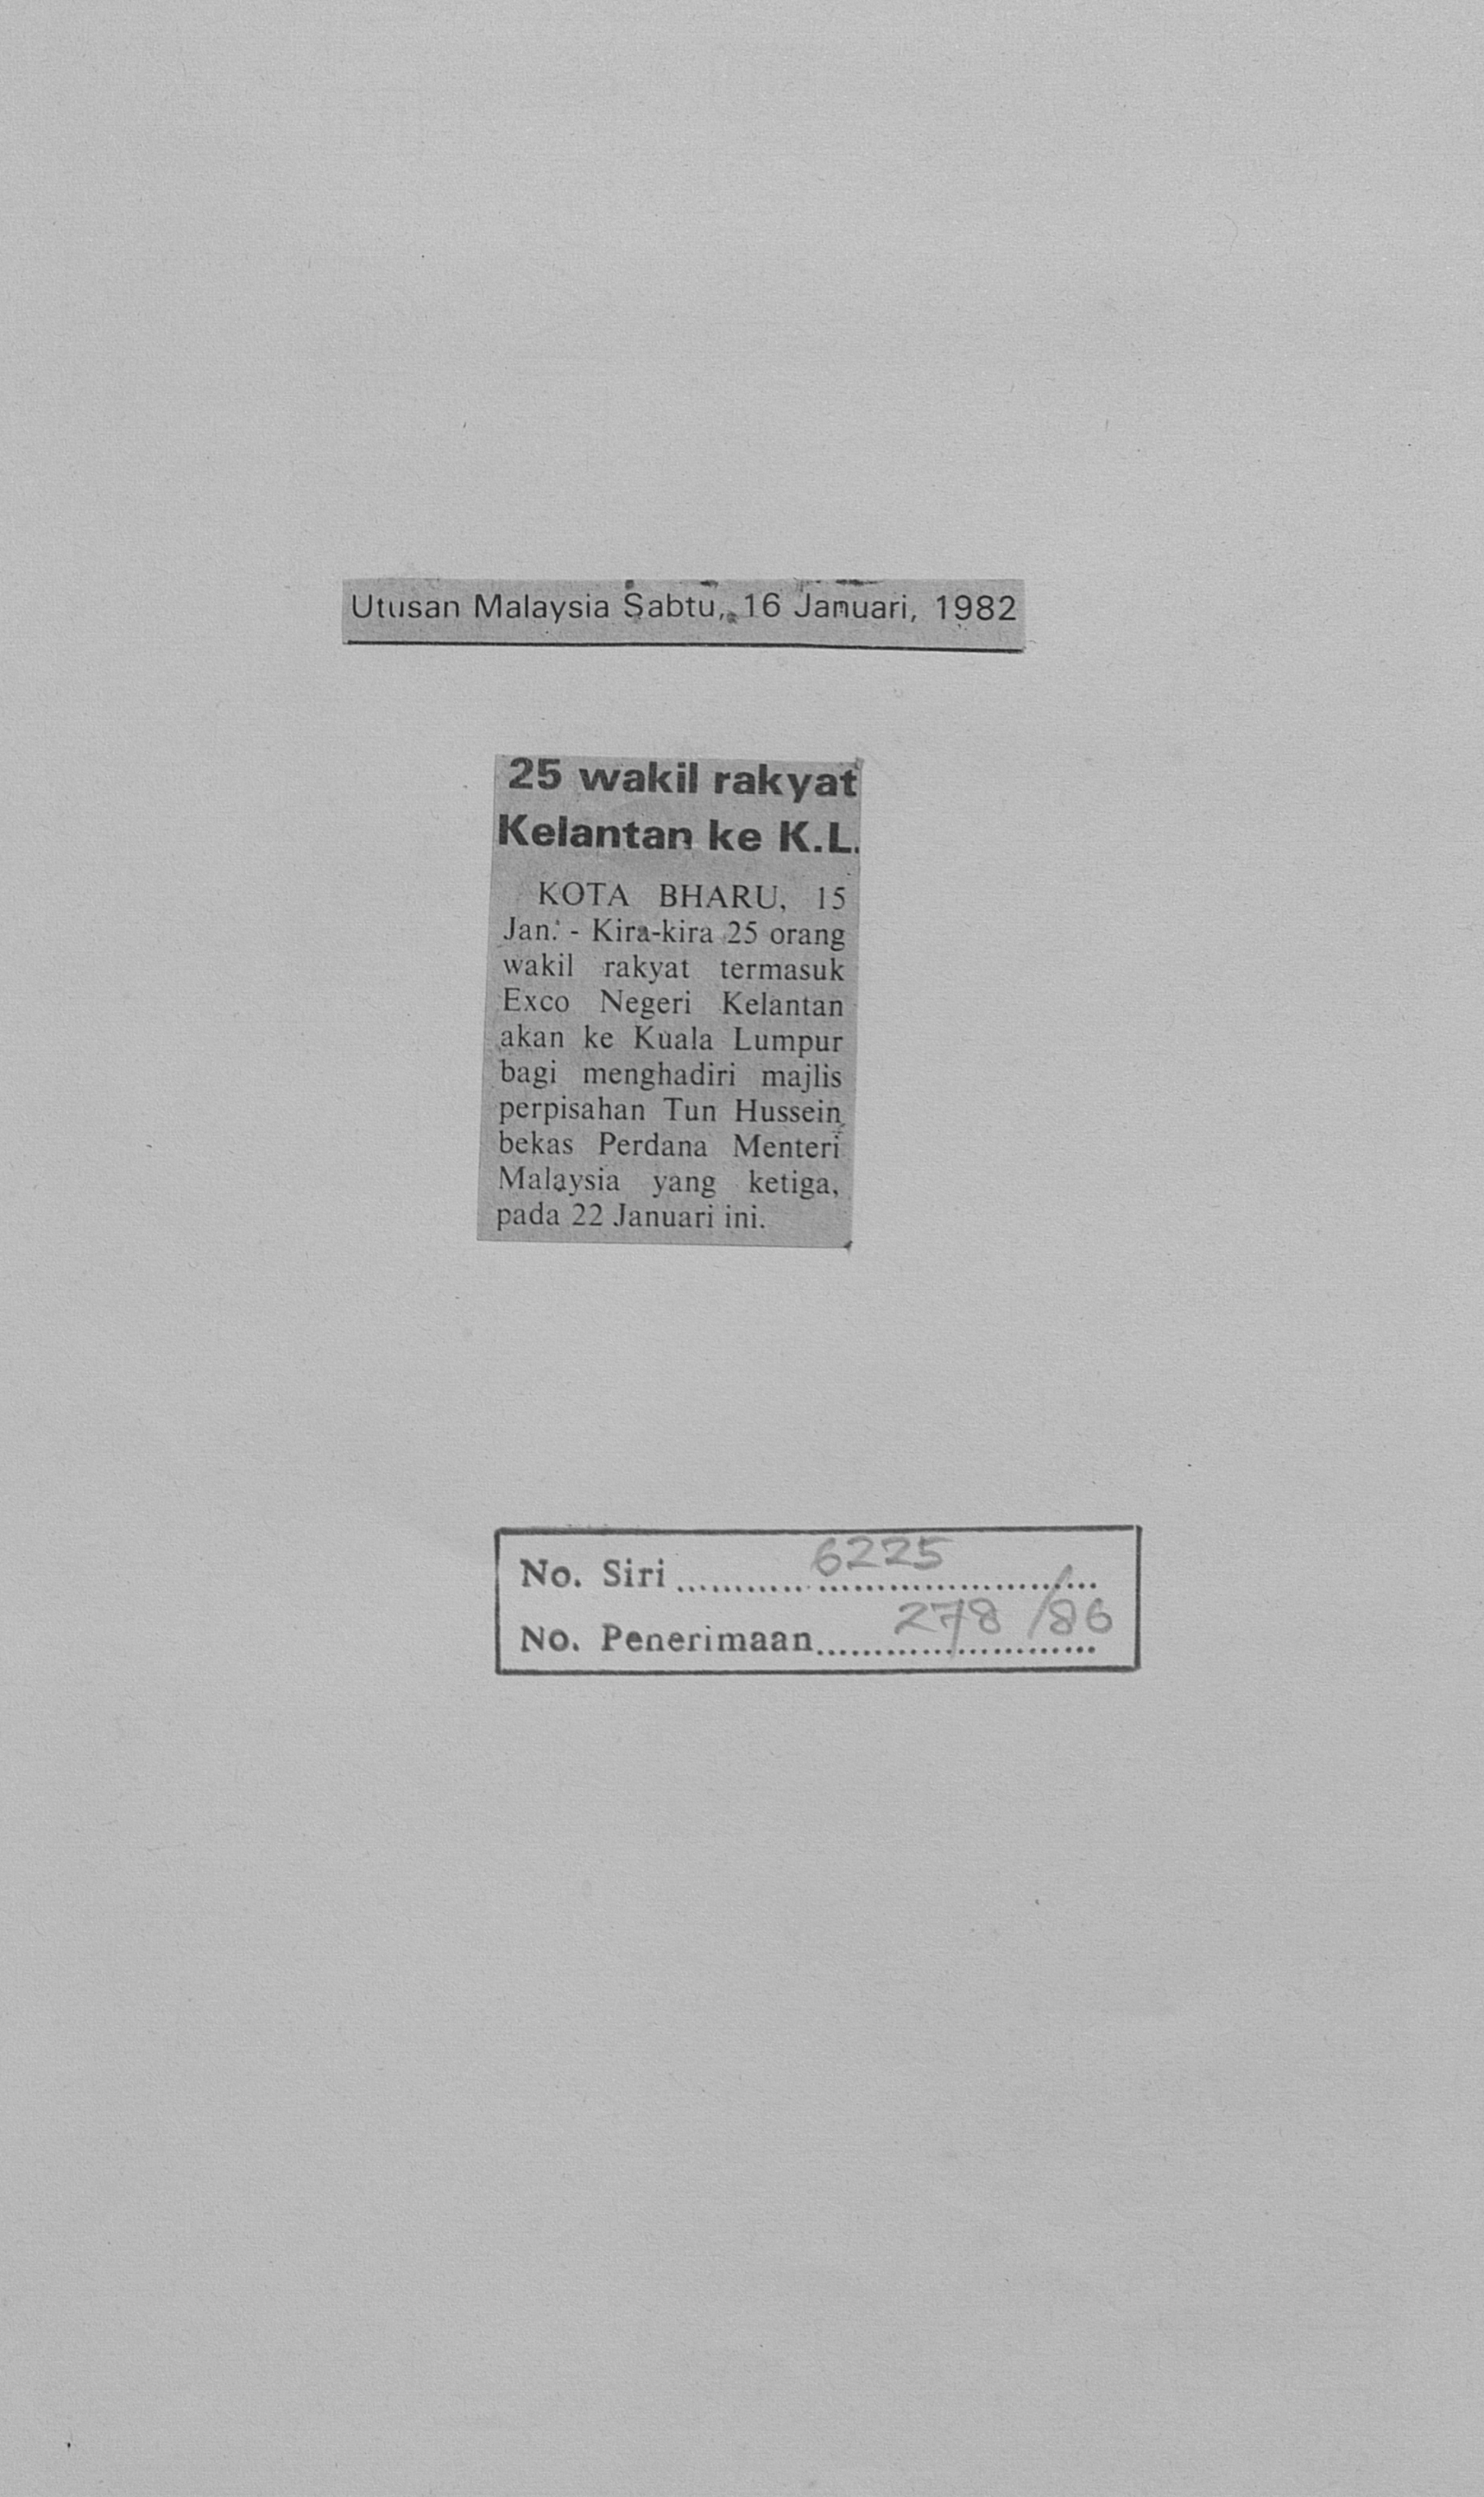 Utusan Malaysia Sabtu, 16 Januari, 1982
25 wakil rakyat
Kelantan ke K.L.
KOTA BHARU, 15
Jan. - Kira-kira 25 orang
wakil rakyat termasuk
Exco Negeri Kelantan
akan ke Kuala Lumpur
bagi menghadiri majlis
perpisahan Tun Hussein
bekas Perdana Menteri
Malaysia yang ketiga,
pada 22 Januari ini.
No. Siri 6225
No. Penerimaan 278/86